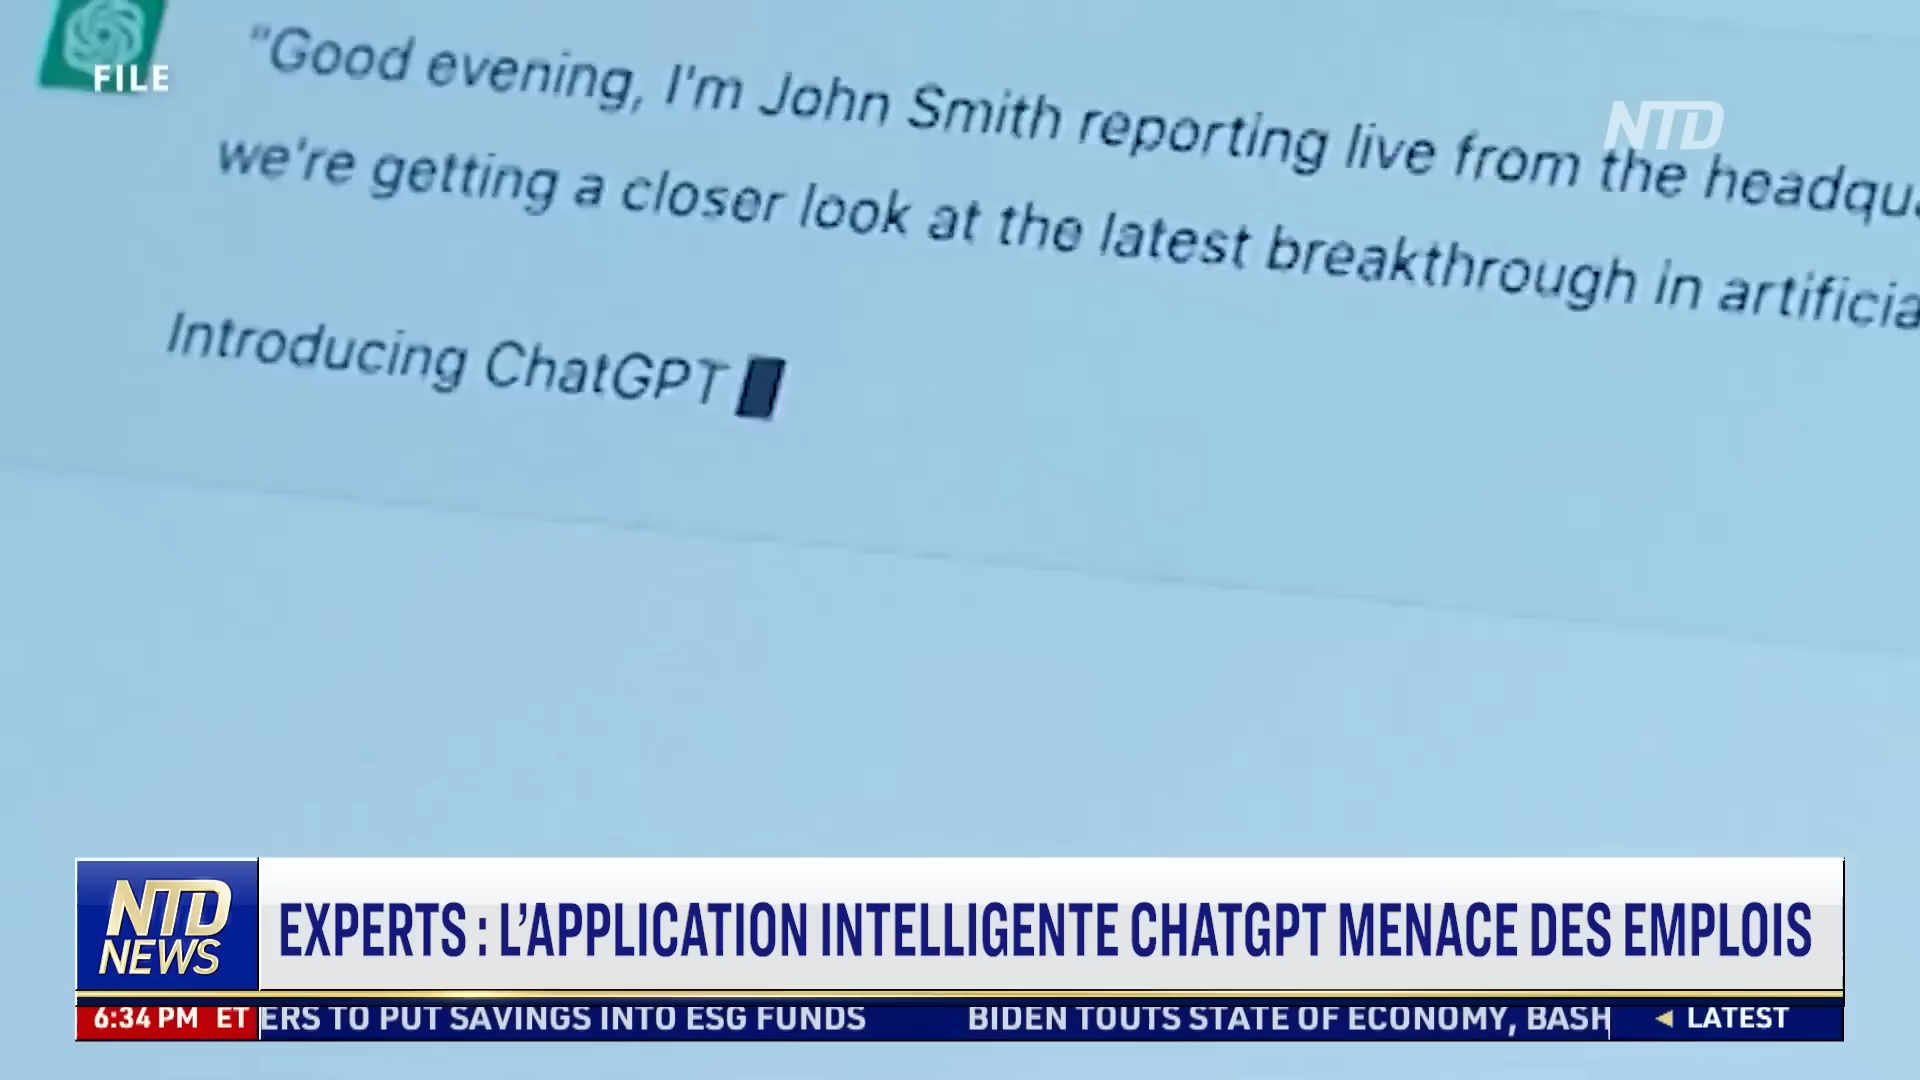 FILE
"Good evening, I'm John Smith reporting live from the
we're getting a closer look at the latest breakthrough in
Introducing ChatGPT
NTD
NTD
NEWS
EXPERTS : L'APPLICATION INTELLIGENTE CHATGPT MENACE DES EMPLOIS
6:34 PM ET
ERS TO PUT SAVINGS INTO ESG FUNDS
BIDEN TOUTS STATE OF ECONOMY, BASH
LATEST